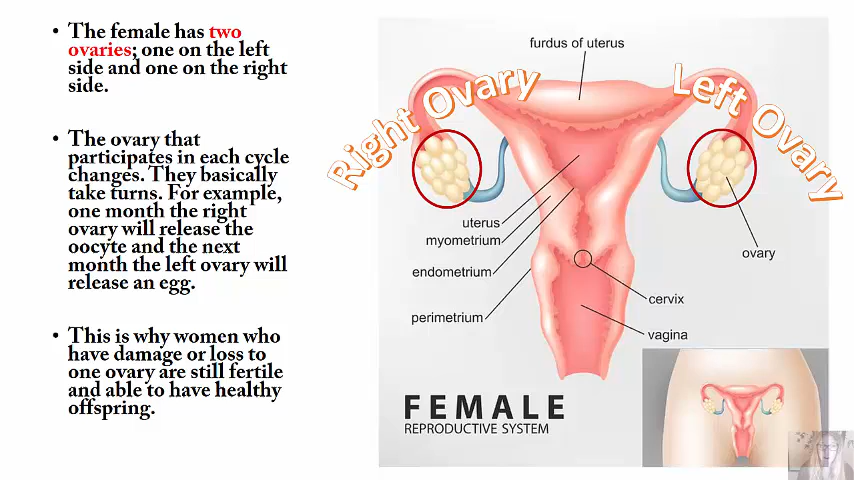 • The female has two
ovaries; one on the left
side and one on the right
side.
• The ovary that
participates in each cycle
changes. They basically
take turns. For example,
one month the right
ovary will release the
oocyte and the next
month the left ovary will
release an egg.
• This is why women who
have damage or loss to
one ovary are still fertile
and able to have healthy
offspring.
furdus of uterus
Right Ovary
Left Ovary
uterus
myometrium
endometrium
perimetrium
ovary
cervix
vagina
FEMALE
REPRODUCTIVE SYSTEM